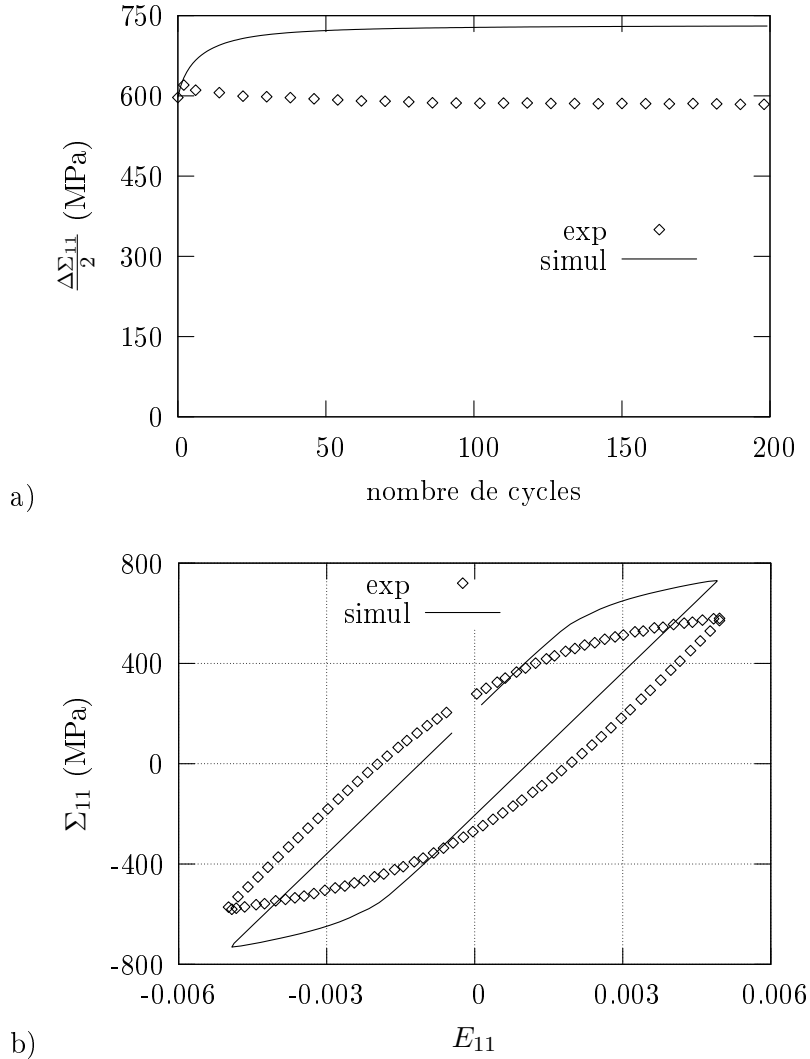 750
600
450
300
150
0
ΔΣ11/2 (MPa)
exp
simul
0 50 100 150 200
nombre de cycles
a)
800
400
0
-400
-800
Σ11 (MPa)
exp
simul
-0.006 -0.003 0 0.003 0.006
E11
b)